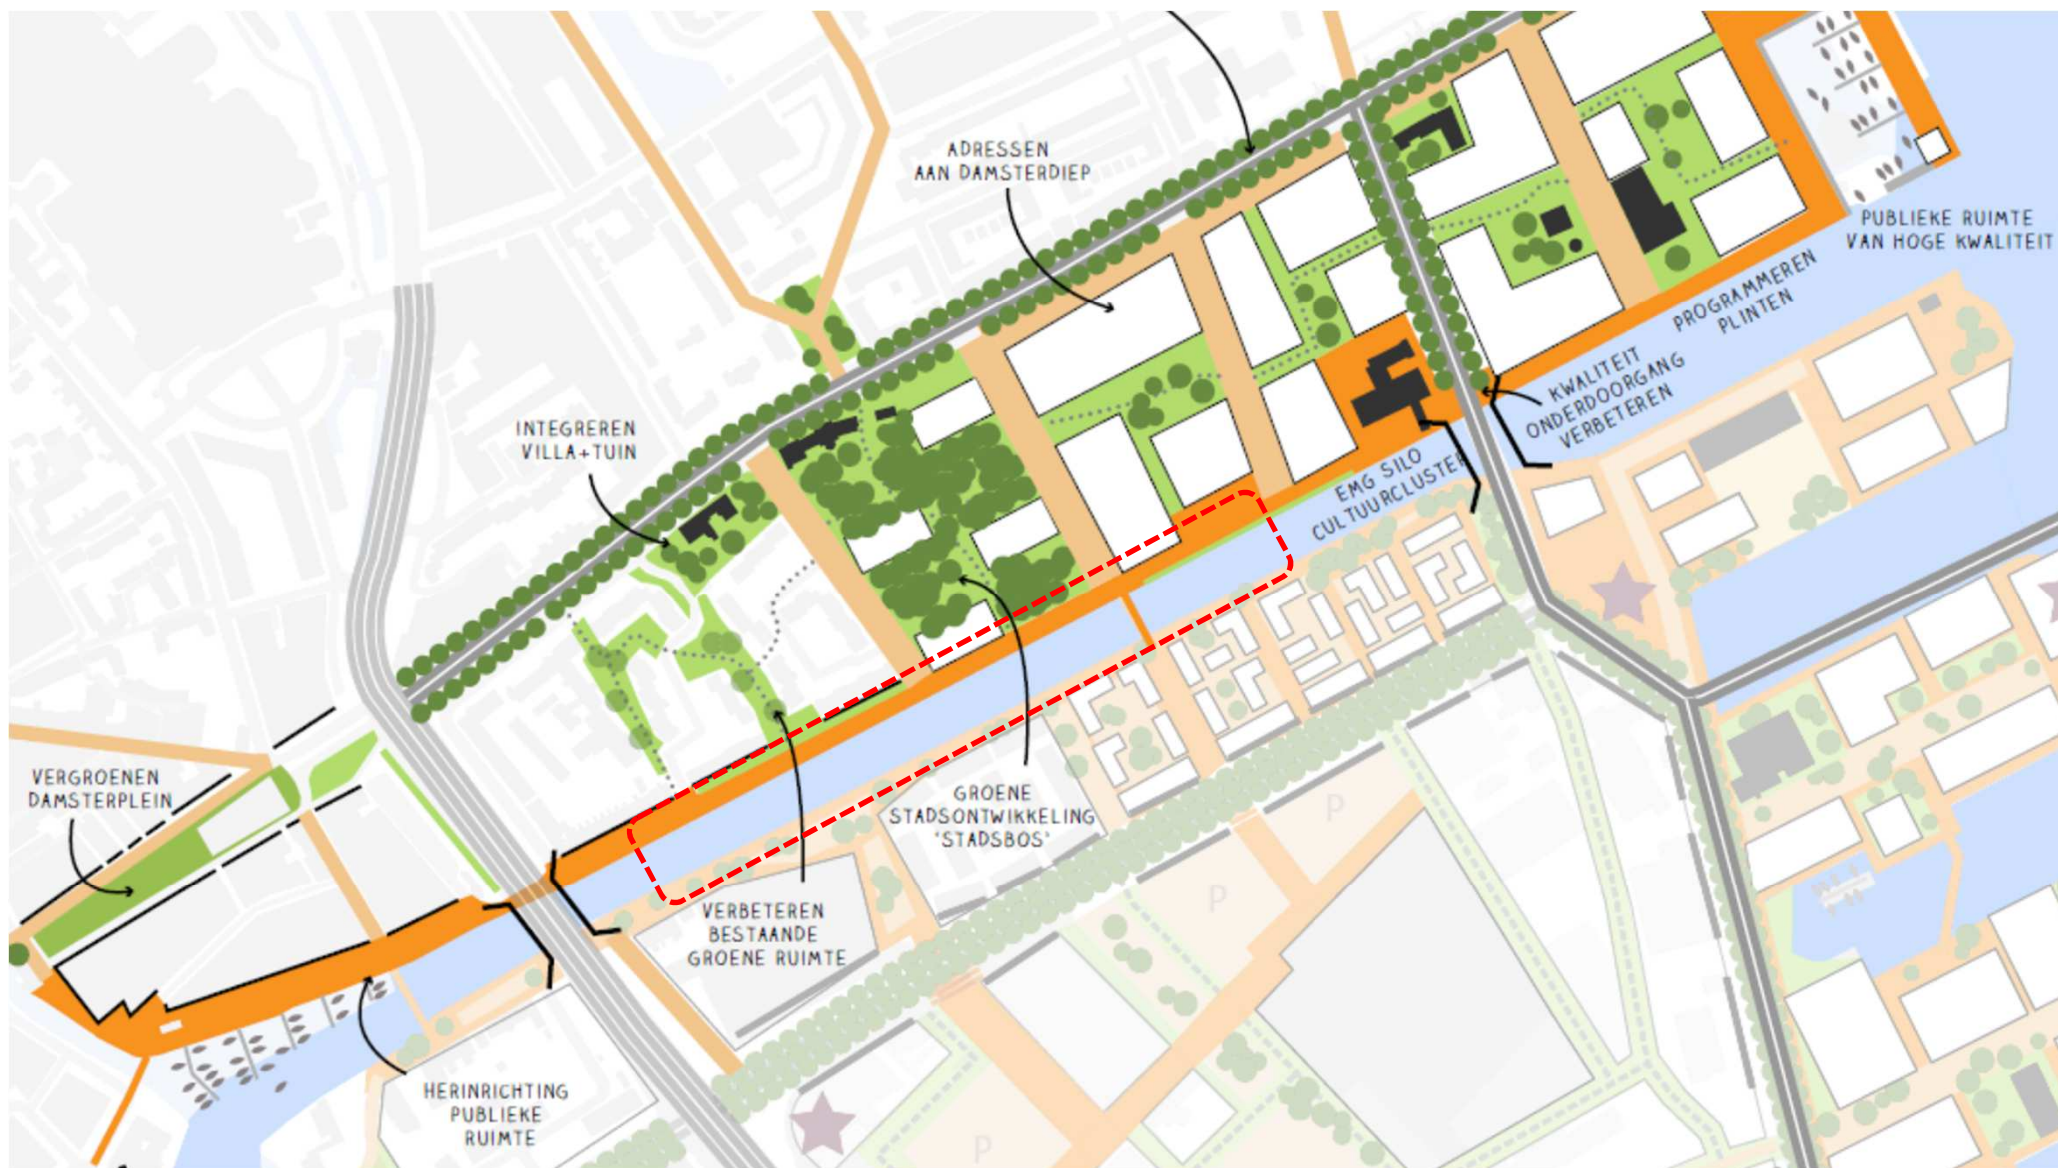 ADRESSEN
AAN DAMSTERDIEP
PUBLIEKE RUIMTE
VAN HOGE KWALITEIT
PROGRAMMEREN
PLINTEN
KWALITEIT
ONDERDOORGANG
VERBETEREN
EMG SILO
CULTUURCLUSTER
INTEGREREN
VILLA+TUIN
VERGROENEN
DAMSTERPLEIN
GROENE
STADSONTWIKKELING
'STADSBOS'
P
P
VERBETEREN
BESTAANDE
GROENE RUIMTE
HERINRICHTING
PUBLIEKE
RUIMTE
P